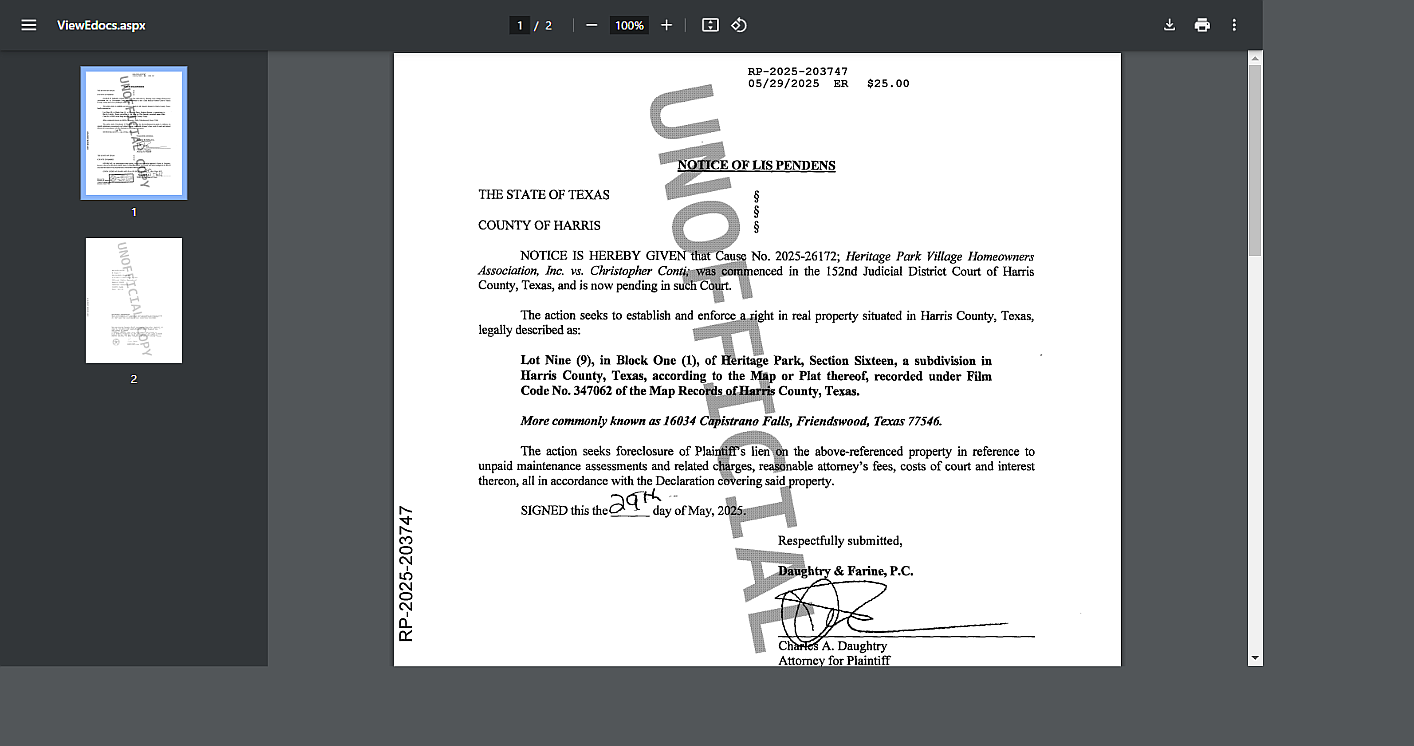 ViewEdocs.aspx
1 / 2
100%
1
2
RP-2025-203747
05/29/2025 ER $25.00
UNOFFICIAL
NOTICE OF LIS PENDENS
THE STATE OF TEXAS §
§
COUNTY OF HARRIS §
NOTICE IS HEREBY GIVEN that Cause No. 2025-26172; Heritage Park Village Homeowners
Association, Inc. vs. Christopher Conti; was commenced in the 152nd Judicial District Court of Harris
County, Texas, and is now pending in such Court.
The action seeks to establish and enforce a right in real property situated in Harris County, Texas,
legally described as:
Lot Nine (9), in Block One (1), of Heritage Park, Section Sixteen, a subdivision in
Harris County, Texas, according to the Map or Plat thereof, recorded under Film
Code No. 347062 of the Map Records of Harris County, Texas.
More commonly known as 16034 Capistrano Falls, Friendswood, Texas 77546.
The action seeks foreclosure of Plaintiff's lien on the above-referenced property in reference to
unpaid maintenance assessments and related charges, reasonable attorney's fees, costs of court and interest
thereon, all in accordance with the Declaration covering said property.
SIGNED this the 29th day of May, 2025.
Respectfully submitted,
Daughtry & Farine, P.C.
Charles A. Daughtry
Attorney for Plaintiff
RP-2025-203747
UNOFFICIAL COPY
UNOFFICIAL COPY